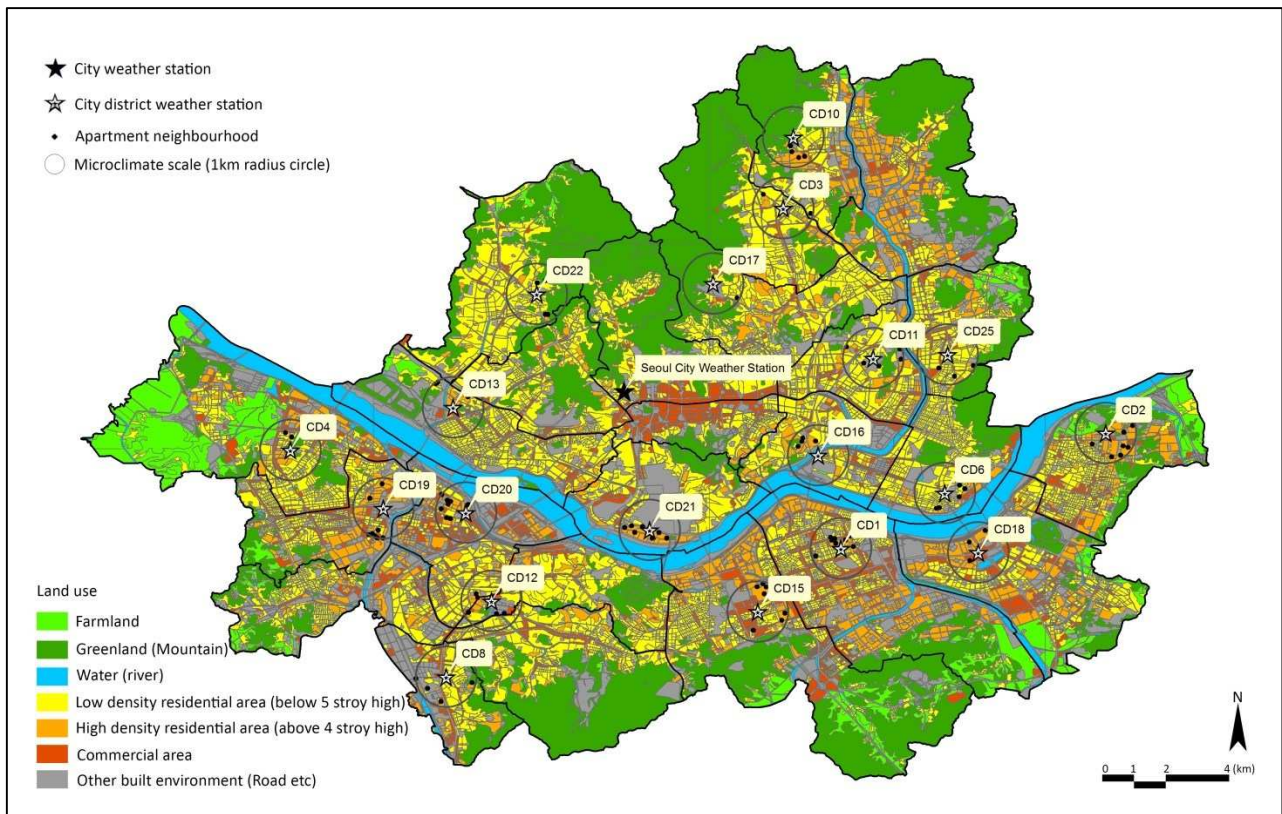 City weather station
City district weather station
Apartment neighbourhood
Microclimate scale (1km radius circle)
CD10
CD3
CD17
CD22
CD11
CD25
Seoul City Weather Station
CD13
CD2
CD4
CD16
CD6
CD19
CD20
CD21
CD1
CD18
CD12
CD15
CD8
Land use
Farmland
Greenland (Mountain)
Water (river)
Low density residential area (below 5 stroy high)
High density residential area (above 4 stroy high)
Commercial area
Other built environment (Road etc)
N
0 1 2 4 (km)